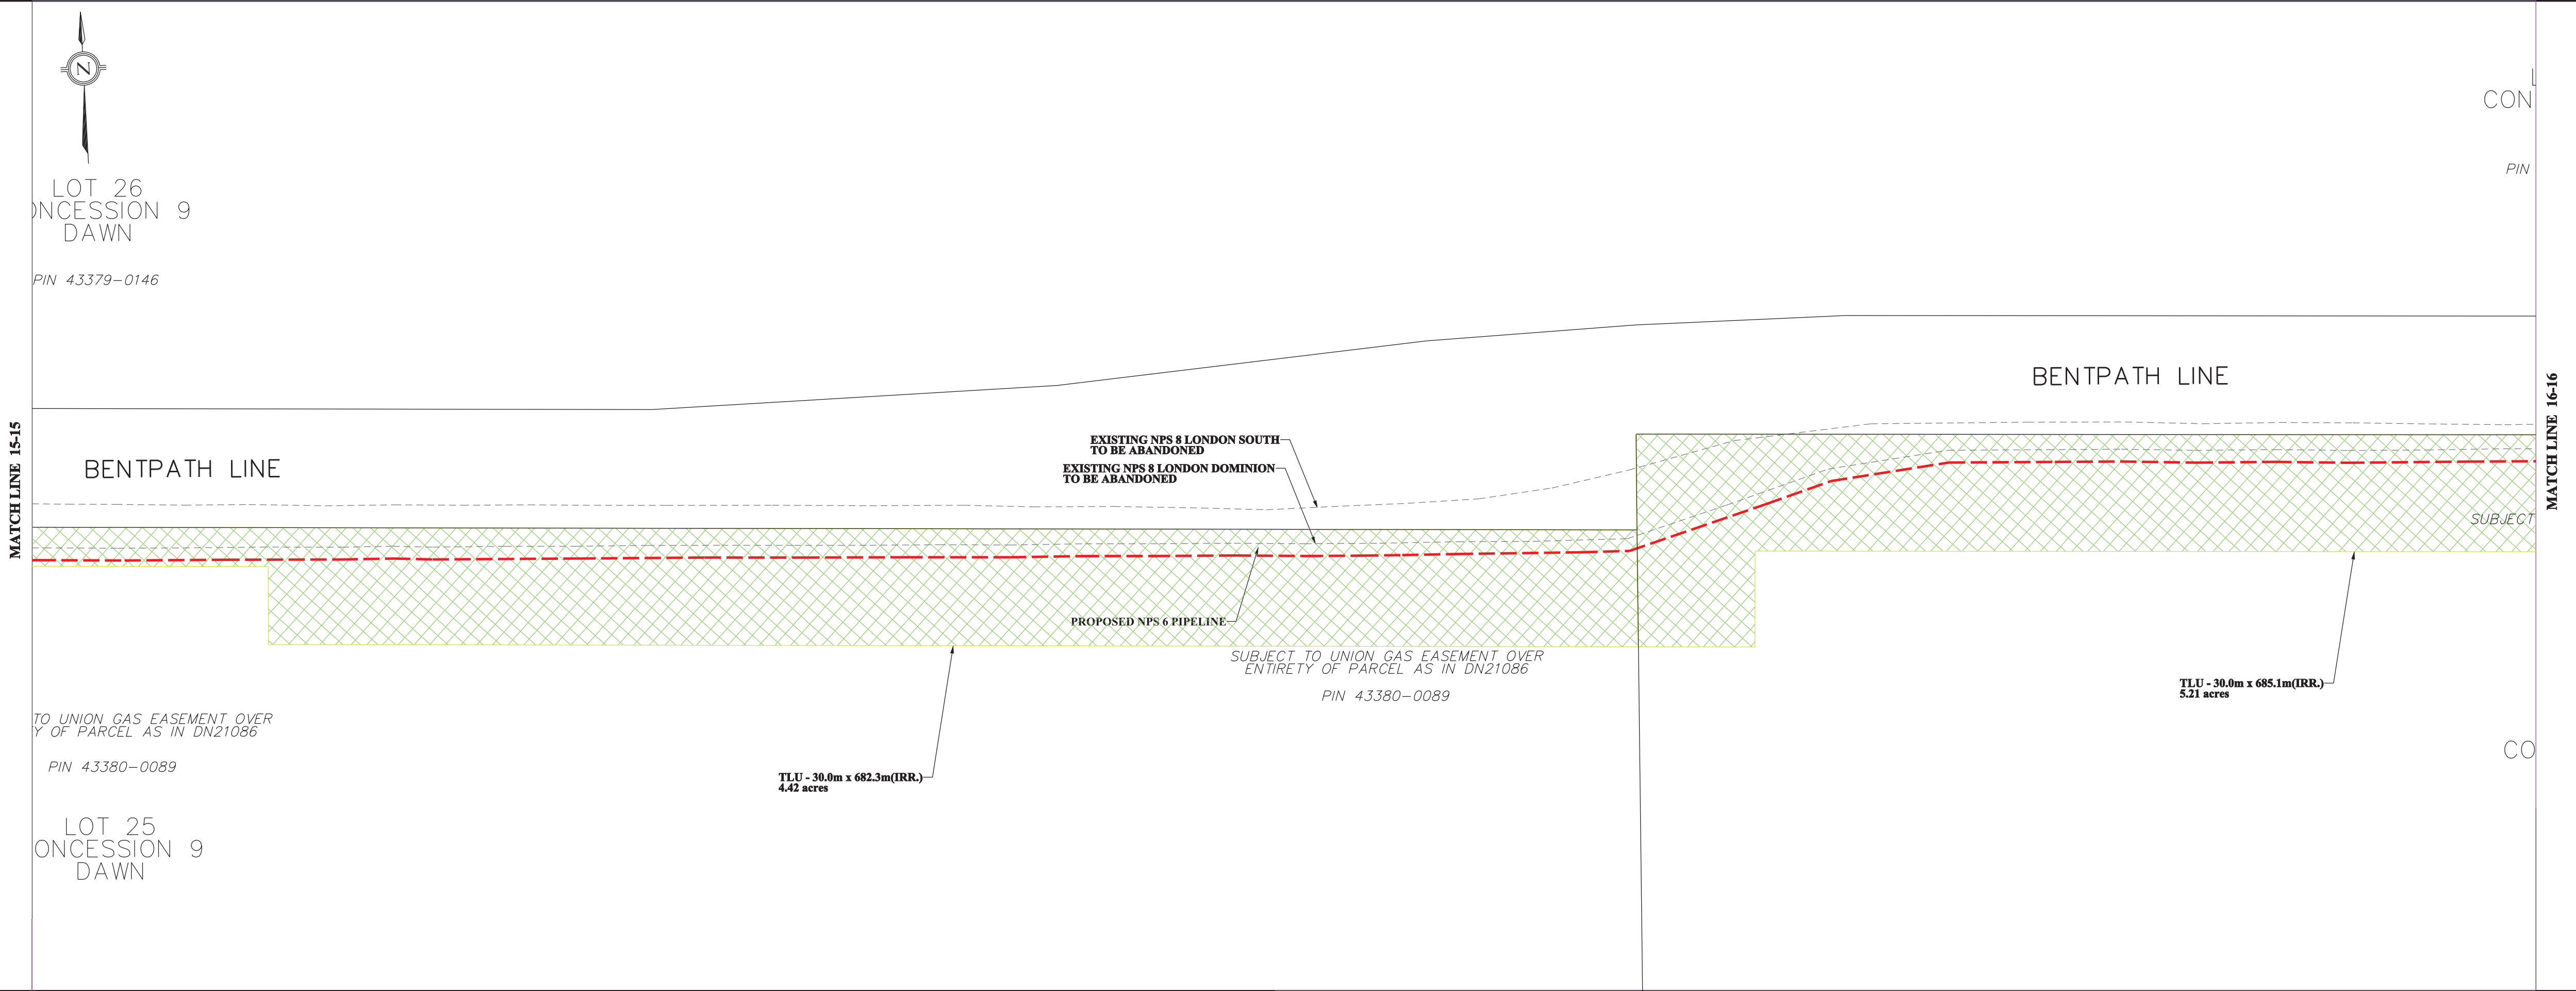 N
LOT 26
ONCESSION 9
DAWN
PIN 43379-0146
CON
PIN
MATCH LINE 15-15
BENTPATH LINE
EXISTING NPS 8 LONDON SOUTH
TO BE ABANDONED
EXISTING NPS 8 LONDON DOMINION
TO BE ABANDONED
BENTPATH LINE
MATCH LINE 16-16
SUBJECT
PROPOSED NPS 6 PIPELINE
SUBJECT TO UNION GAS EASEMENT OVER
ENTIRETY OF PARCEL AS IN DN21086
PIN 43380-0089
TLU - 30.0m x 685.1m(IRR.)
5.21 acres
TO UNION GAS EASEMENT OVER
Y OF PARCEL AS IN DN21086
PIN 43380-0089
TLU - 30.0m x 682.3m(IRR.)
4.42 acres
CO
LOT 25
ONCESSION 9
DAWN